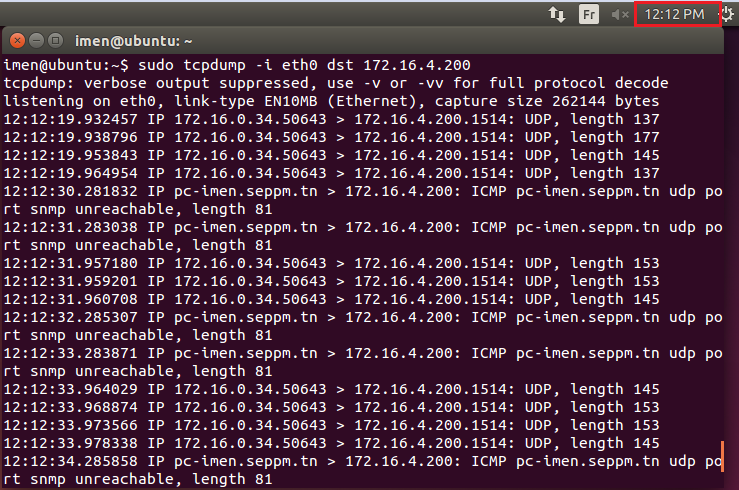 Fr 12:12 PM
imen@ubuntu: ~
imen@ubuntu:~$ sudo tcpdump -i eth0 dst 172.16.4.200
tcpdump: verbose output suppressed, use -v or -vv for full protocol decode
listening on eth0, link-type EN10MB (Ethernet), capture size 262144 bytes
12:12:19.932457 IP 172.16.0.34.50643 > 172.16.4.200.1514: UDP, length 137
12:12:19.938796 IP 172.16.0.34.50643 > 172.16.4.200.1514: UDP, length 177
12:12:19.953843 IP 172.16.0.34.50643 > 172.16.4.200.1514: UDP, length 145
12:12:19.964954 IP 172.16.0.34.50643 > 172.16.4.200.1514: UDP, length 137
12:12:30.281832 IP pc-imen.seppm.tn > 172.16.4.200: ICMP pc-imen.seppm.tn udp po
rt snmp unreachable, length 81
12:12:31.283038 IP pc-imen.seppm.tn > 172.16.4.200: ICMP pc-imen.seppm.tn udp po
rt snmp unreachable, length 81
12:12:31.957180 IP 172.16.0.34.50643 > 172.16.4.200.1514: UDP, length 153
12:12:31.959201 IP 172.16.0.34.50643 > 172.16.4.200.1514: UDP, length 153
12:12:31.960708 IP 172.16.0.34.50643 > 172.16.4.200.1514: UDP, length 145
12:12:32.285307 IP pc-imen.seppm.tn > 172.16.4.200: ICMP pc-imen.seppm.tn udp po
rt snmp unreachable, length 81
12:12:33.283871 IP pc-imen.seppm.tn > 172.16.4.200: ICMP pc-imen.seppm.tn udp po
rt snmp unreachable, length 81
12:12:33.964029 IP 172.16.0.34.50643 > 172.16.4.200.1514: UDP, length 145
12:12:33.968874 IP 172.16.0.34.50643 > 172.16.4.200.1514: UDP, length 153
12:12:33.973566 IP 172.16.0.34.50643 > 172.16.4.200.1514: UDP, length 153
12:12:33.978338 IP 172.16.0.34.50643 > 172.16.4.200.1514: UDP, length 145
12:12:34.285858 IP pc-imen.seppm.tn > 172.16.4.200: ICMP pc-imen.seppm.tn udp po
rt snmp unreachable, length 81